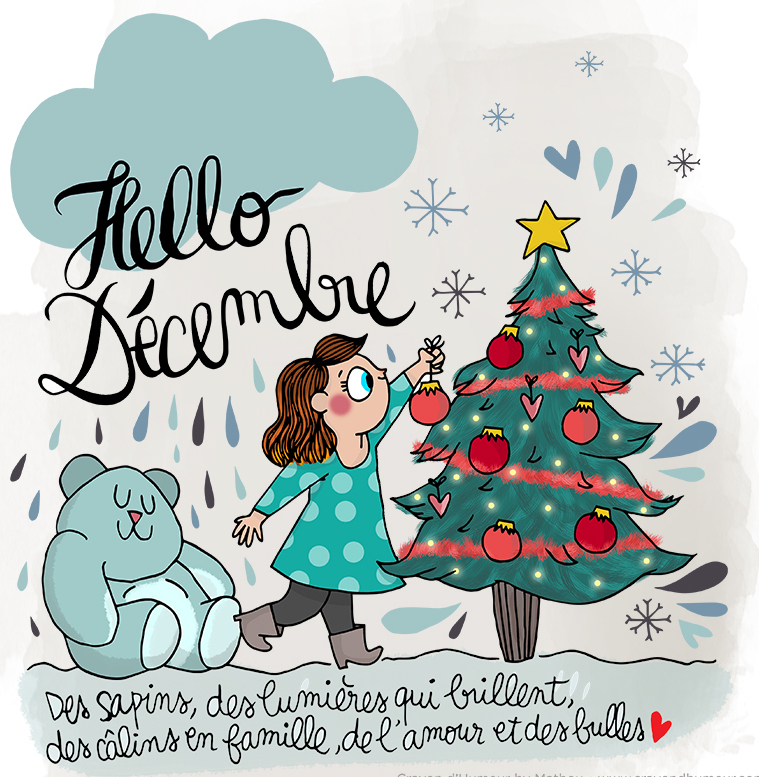 Hello
Décembre
Des sapins, des lumières qui brillent,
des câlins en famille, de l'amour et des bulles